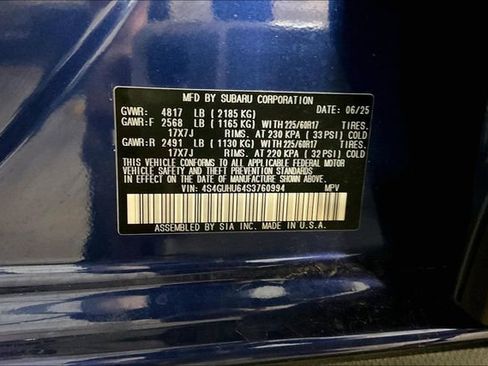 MFD BY SUBARU CORPORATION
GVWR: 4817 LB ( 2185 KG) DATE: 06/25
GAWR:F 2568 LB ( 1165 KG) WITH 225/60R17 TIRES.
17X7J RIMS. AT 230 KPA ( 33 PSI) COLD
GAWR:R 2491 LB ( 1130 KG) WITH 225/60R17 TIRES.
17X7J RIMS. AT 220 KPA ( 32 PSI) COLD
THIS VEHICLE CONFORMS TO ALL APPLICABLE FEDERAL MOTOR
VEHICLE SAFETY STANDARDS IN
EFFECT ON THE DATE OF MANUFACTURE SHOWN ABOVE.
VIN: 4S4GUHU64S3760994 MPV
ASSEMBLED BY SIA INC. MADE IN U.S.A.